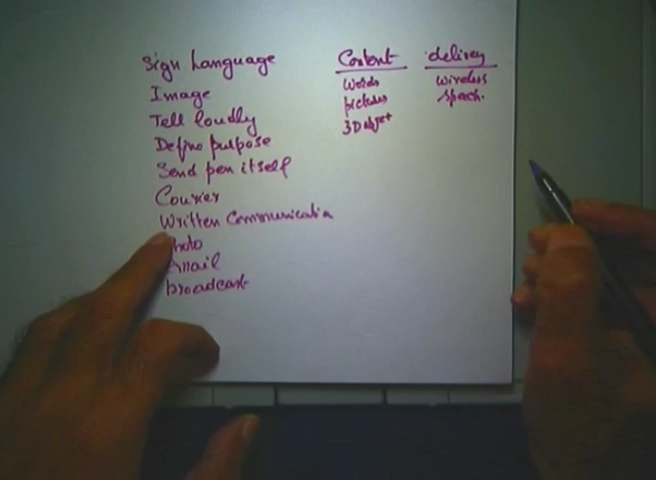 Sign Language
Image
Tell loudly
Define purpose
Send pen itself
Courier
Written Communication
Photo
Email
broadcast
Content
Words
pictures
3D object
delivery
wireless
speech.